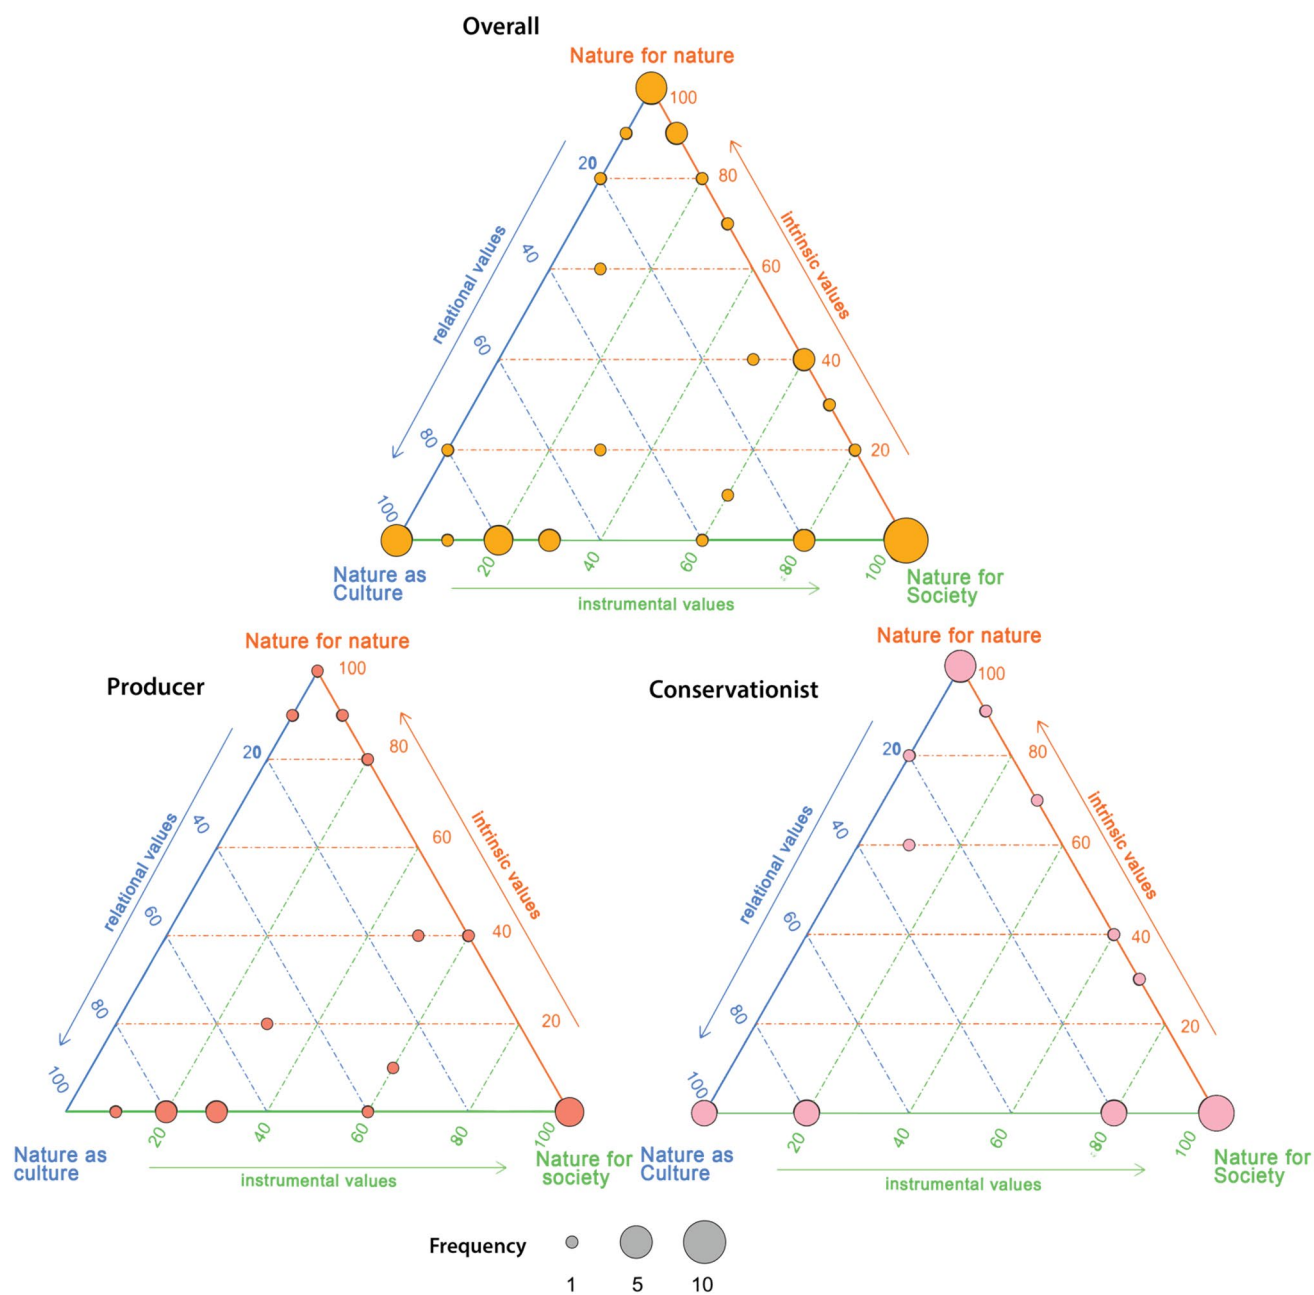 Overall
Nature for nature
100
20
80
40
60
60
40
80
20
100
relational values
intrinsic values
20
40
60
80
100
Nature as
Culture
Nature for
Society
instrumental values
Producer
Nature for nature
100
20
80
40
60
60
40
80
20
100
relational values
intrinsic values
20
40
60
80
100
Nature as
culture
Nature for
society
instrumental values
Conservationist
Nature for nature
100
20
80
40
60
60
40
80
20
100
relational values
intrinsic values
20
40
60
80
100
Nature as
Culture
Nature for
Society
instrumental values
Frequency
1
5
10